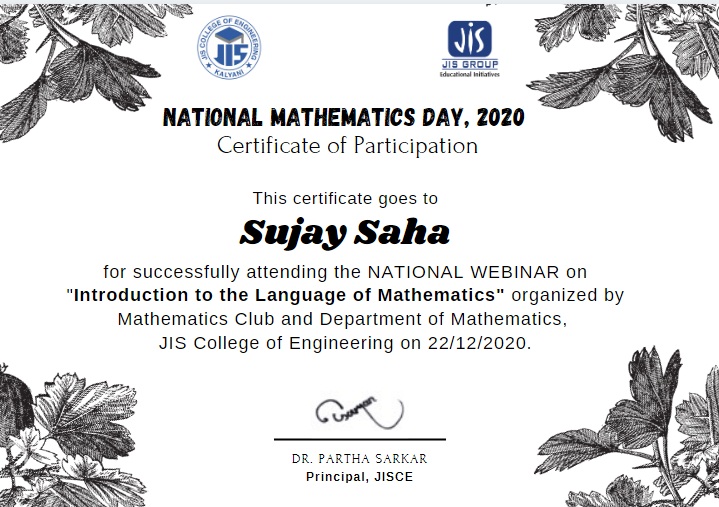 JIS COLLEGE OF ENGINEERING
JIS
KALYANI
JIS
JIS GROUP
Educational Initiatives
NATIONAL MATHEMATICS DAY, 2020
Certificate of Participation
This certificate goes to
Sujay Saha
for successfully attending the NATIONAL WEBINAR on
"Introduction to the Language of Mathematics" organized by
Mathematics Club and Department of Mathematics,
JIS College of Engineering on 22/12/2020.
DR. PARTHA SARKAR
Principal, JISCE